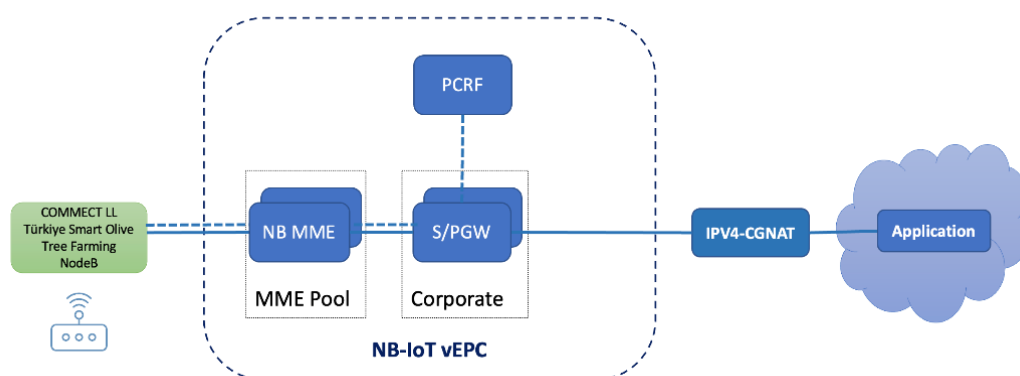 PCRF
COMMECT LL
Türkiye Smart Olive
Tree Farming
NodeB
NB MME
S/PGW
IPV4-CGNAT
Application
MME Pool
Corporate
NB-IoT vEPC